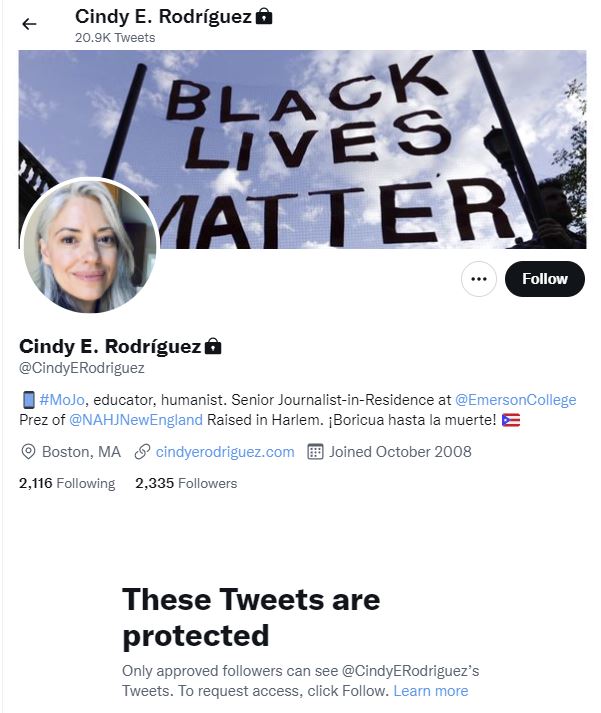 Cindy E. Rodríguez
20.9K Tweets
BLACK
LIVES
MATTER
Follow
Cindy E. Rodríguez
@CindyERodriguez
#MoJo, educator, humanist. Senior Journalist-in-Residence at @EmersonCollege
Prez of @NAHJNewEngland Raised in Harlem. ¡Boricua hasta la muerte! 🇵🇷
Boston, MA cindyerodriguez.com Joined October 2008
2,116 Following 2,335 Followers
These Tweets are
protected
Only approved followers can see @CindyERodriguez's
Tweets. To request access, click Follow. Learn more